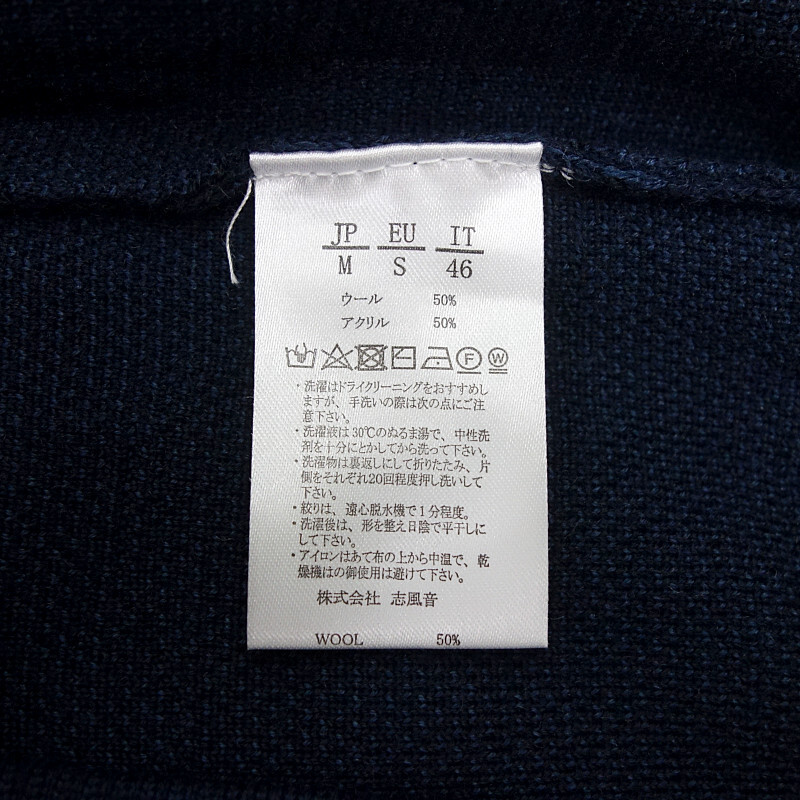 JP EU IT
M S 46
ウール 50%
アクリル 50%
F W
・洗濯はドライクリーニングをおすすめし
ますが、手洗いの際は次の点にご注
意下さい。
・洗濯液は30℃のぬるま湯で、中性洗
剤を十分にとかしてから洗って下さい。
・洗濯物は裏返しにして折りたたみ、片
側をそれぞれ20回程度押し洗いして
下さい。
・絞りは、遠心脱水機で1分程度。
・洗濯後は、形を整え日陰で平干しに
して下さい。
・アイロンはあて布の上から中温で、乾
燥機はの御使用は避けて下さい。
株式会社 志風音
WOOL 50%